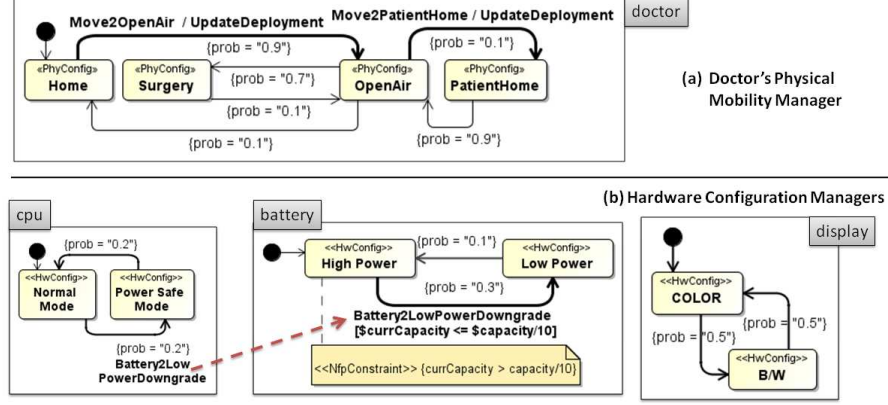 doctor
Move2OpenAir / UpdateDeployment
Move2PatientHome / UpdateDeployment
{prob = "0.9"}
{prob = "0.1"}
«PhyConfig»
Home
«PhyConfig»
Surgery
{prob = "0.7"}
«PhyConfig»
OpenAir
«PhyConfig»
PatientHome
{prob = "0.1"}
{prob = "0.1"}
{prob = "0.9"}
(a) Doctor's Physical
Mobility Manager
(b) Hardware Configuration Managers
cpu
{prob = "0.2"}
<<HwConfig>>
Normal
Mode
<<HwConfig>>
Power Safe
Mode
{prob = "0.2"}
Battery2Low
PowerDowngrade
battery
<<HwConfig>>
High Power
{prob = "0.1"}
<<HwConfig>>
Low Power
{prob = "0.3"}
Battery2LowPowerDowngrade
[$currCapacity <= $capacity/10]
<<NfpConstraint>> {currCapacity > capacity/10}
display
<<HwConfig>>
COLOR
{prob = "0.5"}
{prob = "0.5"}
<<HwConfig>>
B/W